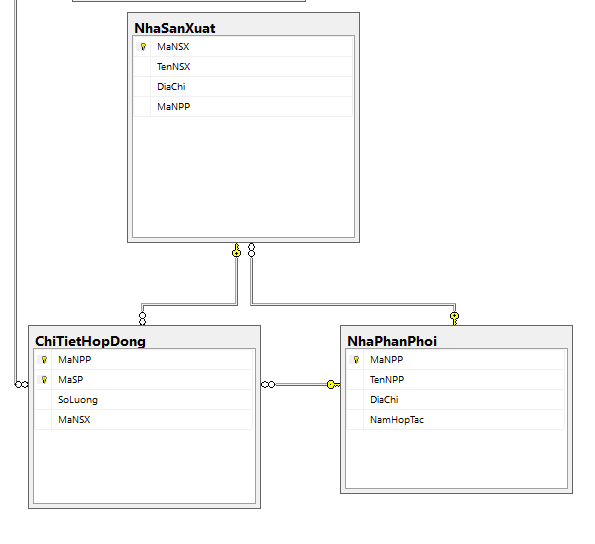 NhaSanXuat
MaNSX
TenNSX
DiaChi
MaNPP
ChiTietHopDong
MaNPP
MaSP
SoLuong
MaNSX
NhaPhanPhoi
MaNPP
TenNPP
DiaChi
NamHopTac